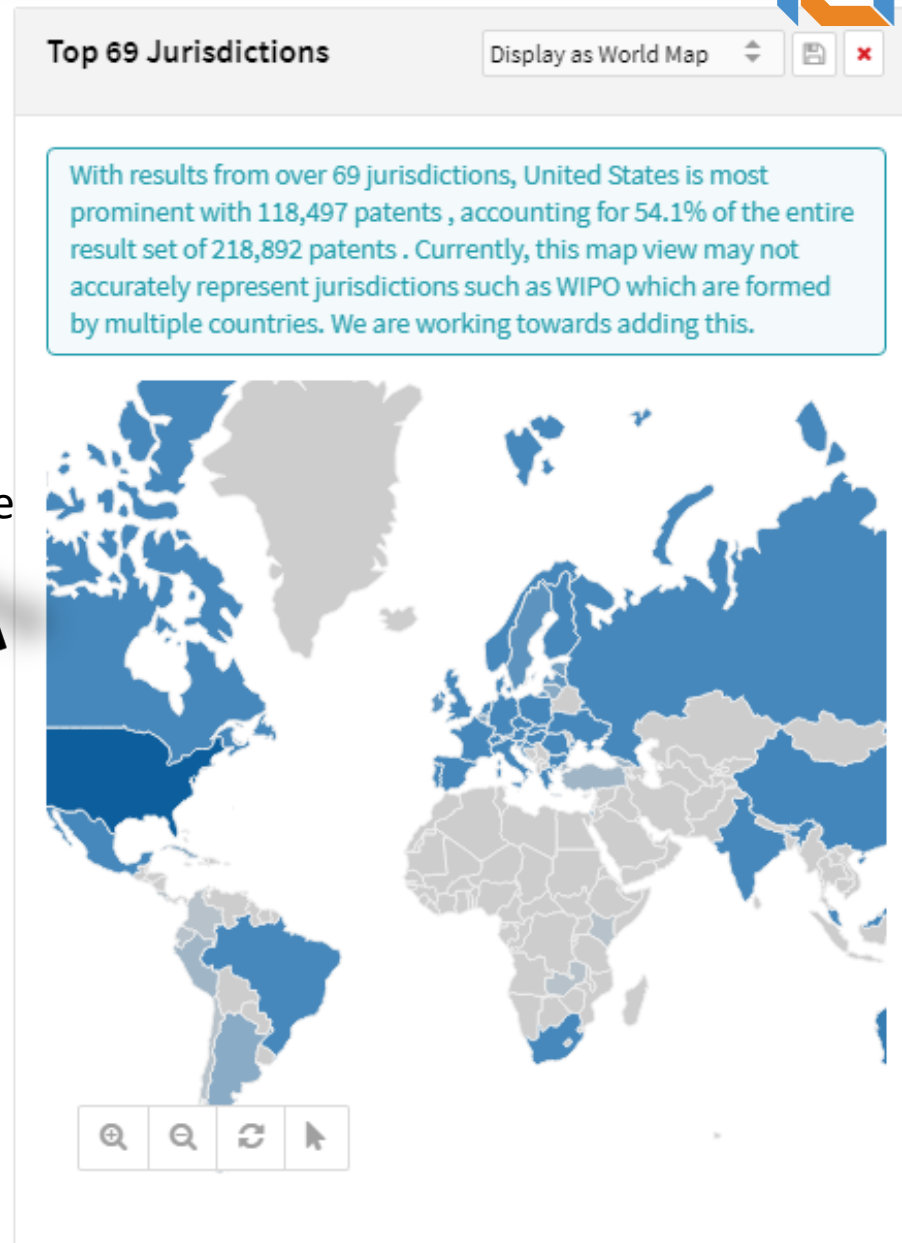 Top 69 Jurisdictions
Display as World Map
With results from over 69 jurisdictions, United States is most
prominent with 118,497 patents , accounting for 54.1% of the entire
result set of 218,892 patents . Currently, this map view may not
accurately represent jurisdictions such as WIPO which are formed
by multiple countries. We are working towards adding this.
e